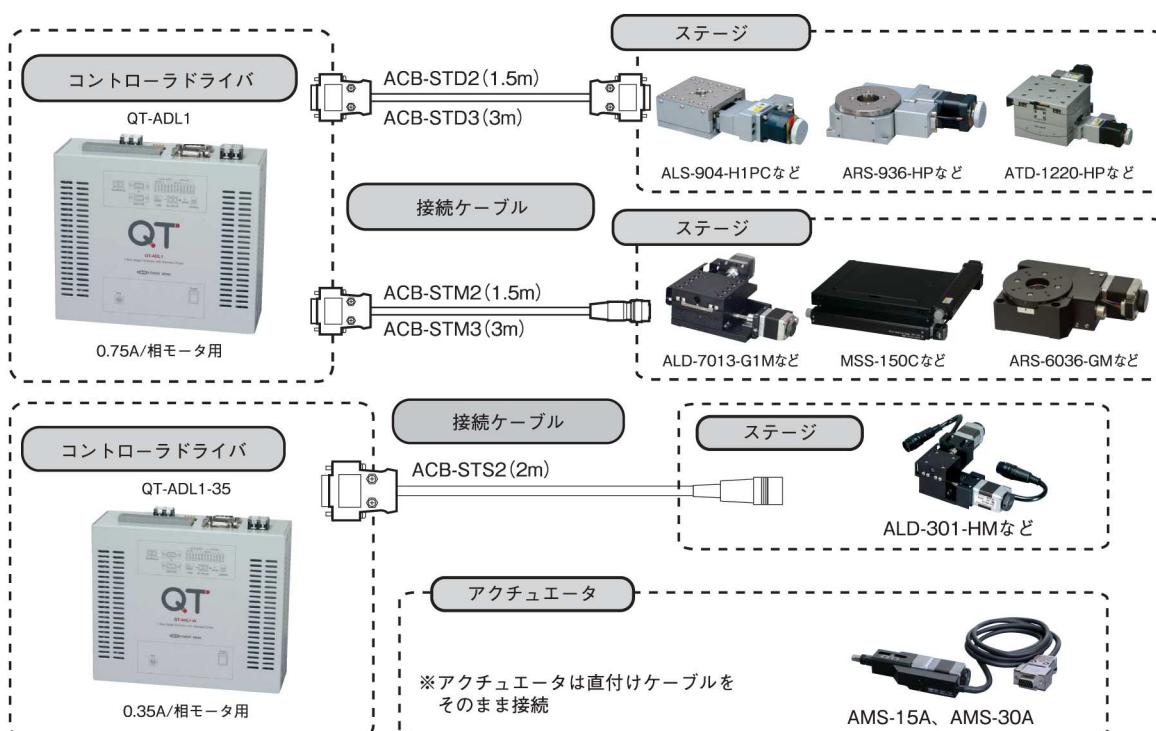 コントローラドライバ
QT-ADL1
QT
QT-ADL1
0.75A/相モータ用
ACB-STD2(1.5m)
ACB-STD3(3m)
接続ケーブル
ACB-STM2(1.5m)
ACB-STM3(3m)
ステージ
ALS-904-H1PCなど
ARS-936-HPなど
ATD-1220-HPなど
ステージ
ALD-7013-G1Mなど
MSS-150Cなど
ARS-6036-GMなど
コントローラドライバ
QT-ADL1-35
QT
QT-ADL1-35
0.35A/相モータ用
接続ケーブル
ACB-STS2(2m)
ステージ
ALD-301-HMなど
アクチュエータ
※アクチュエータは直付けケーブルを
そのまま接続
AMS-15A、AMS-30A